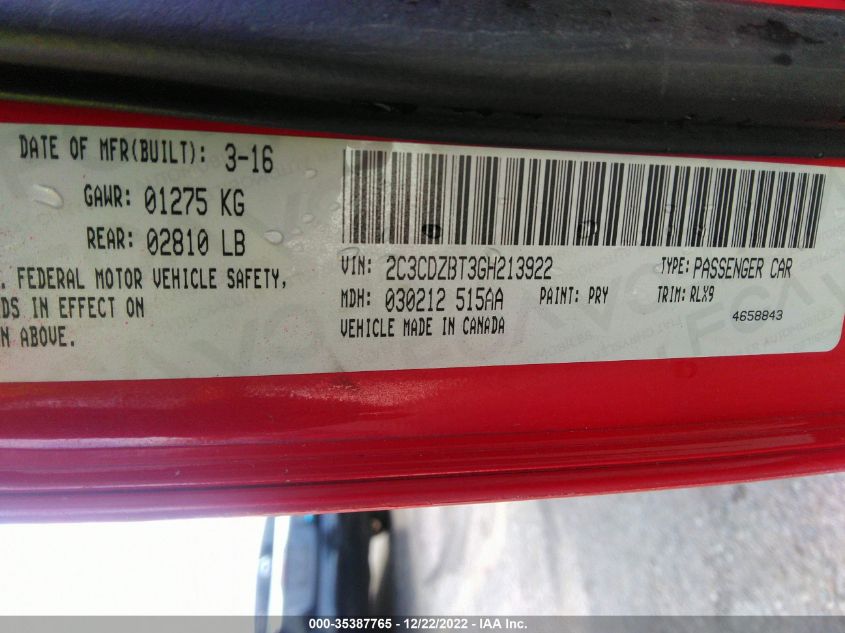 DATE OF MFR(BUILT): 3-16
GAWR: 01275 KG
REAR: 02810 LB
FEDERAL MOTOR VEHICLE SAFETY,
IN EFFECT ON
ABOVE.
VIN: 2C3CDZBT3GH213922 TYPE: PASSENGER CAR
MDH: 030212 515AA PAINT: PRY TRIM: RLX9
VEHICLE MADE IN CANADA 4658843
000-35387765 - 12/22/2022 - IAA Inc.